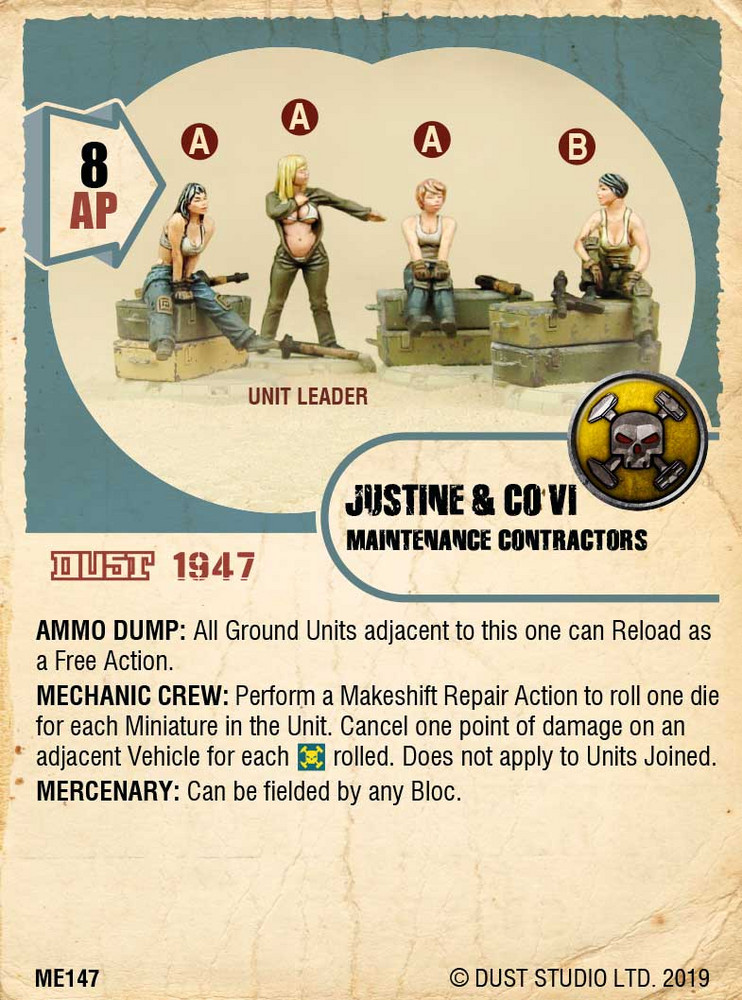 8
AP
A
A
A
B
UNIT LEADER
JUSTINE & CO VI
MAINTENANCE CONTRACTORS
DUST 1947
AMMO DUMP: All Ground Units adjacent to this one can Reload as
a Free Action.
MECHANIC CREW: Perform a Makeshift Repair Action to roll one die
for each Miniature in the Unit. Cancel one point of damage on an
adjacent Vehicle for each rolled. Does not apply to Units Joined.
MERCENARY: Can be fielded by any Bloc.
ME147
© DUST STUDIO LTD. 2019